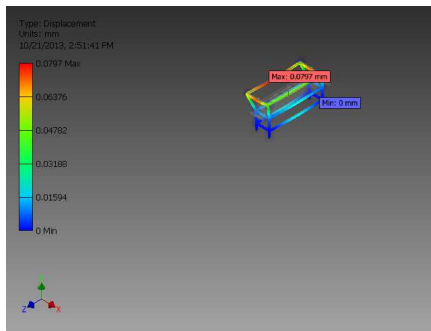 Type: Displacement
Units: mm
10/21/2013, 2:51:41 PM
0.0797 Max
0.06376
0.04782
0.03188
0.01594
0 Min
Max: 0.0797 mm
Min: 0 mm
Z
X